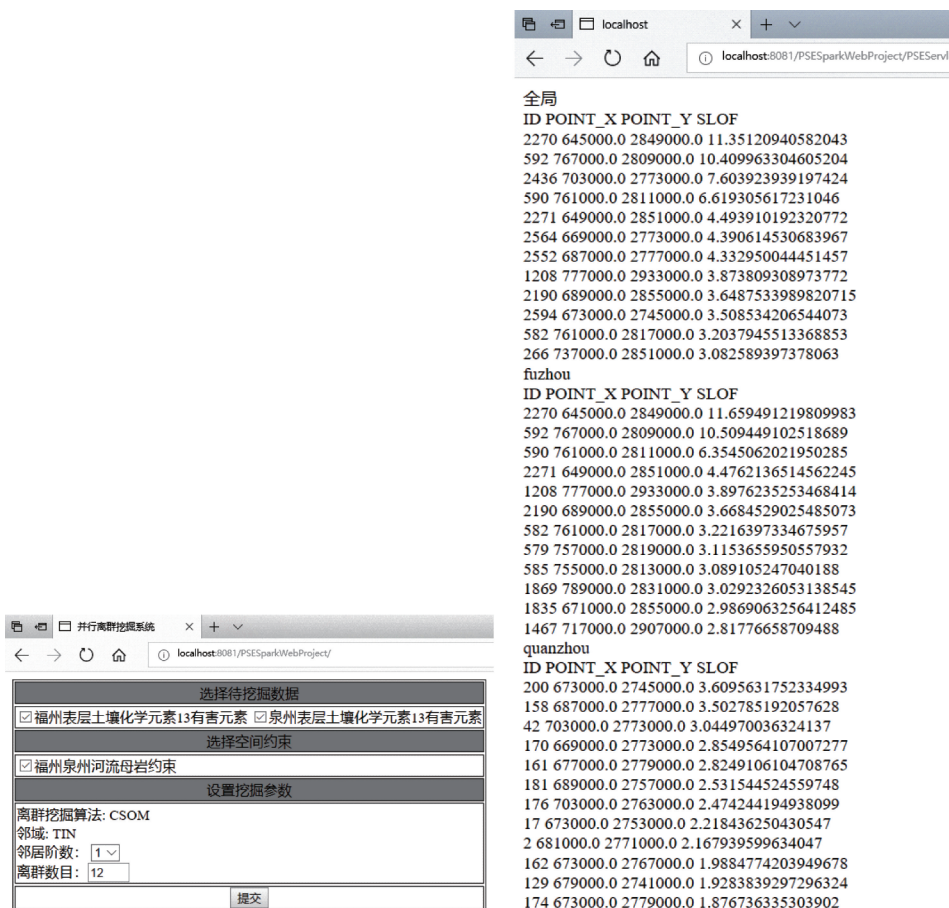 并行离群挖掘系统
localhost:8081/PSESparkWebProject/
选择待挖掘数据
福州表层土壤化学元素13有害元素 泉州表层土壤化学元素13有害元素
选择空间约束
福州泉州河流母岩约束
设置挖掘参数
离群挖掘算法: CSOM
邻域: TIN
邻居阶数: 1
离群数目: 12
提交
localhost
localhost:8081/PSESparkWebProject/PSEServl
全局
ID POINT_X POINT_Y SLOF
2270 645000.0 2849000.0 11.35120940582043
592 767000.0 2809000.0 10.409963304605204
2436 703000.0 2773000.0 7.603923939197424
590 761000.0 2811000.0 6.619305617231046
2271 649000.0 2851000.0 4.493910192320772
2564 669000.0 2773000.0 4.390614530683967
2552 687000.0 2777000.0 4.332950044451457
1208 777000.0 2933000.0 3.873809308973772
2190 689000.0 2855000.0 3.6487533989820715
2594 673000.0 2745000.0 3.508534206544073
582 761000.0 2817000.0 3.2037945513368853
266 737000.0 2851000.0 3.082589397378063
fuzhou
ID POINT_X POINT_Y SLOF
2270 645000.0 2849000.0 11.659491219809983
592 767000.0 2809000.0 10.509449102518689
590 761000.0 2811000.0 6.3545062021950285
2271 649000.0 2851000.0 4.4762136514562245
1208 777000.0 2933000.0 3.8976235253468414
2190 689000.0 2855000.0 3.6684529025485073
582 761000.0 2817000.0 3.2216397334675957
579 757000.0 2819000.0 3.1153655950557932
585 755000.0 2813000.0 3.089105247040188
1869 789000.0 2831000.0 3.0292326053138545
1835 671000.0 2855000.0 2.9869063256412485
1467 717000.0 2907000.0 2.81776658709488
quanzhou
ID POINT_X POINT_Y SLOF
200 673000.0 2745000.0 3.6095631752334993
158 687000.0 2777000.0 3.502785192057628
42 703000.0 2773000.0 3.044970036324137
170 669000.0 2773000.0 2.8549564107007277
161 677000.0 2779000.0 2.8249106104708765
181 689000.0 2757000.0 2.531544524559748
176 703000.0 2763000.0 2.474244194938099
17 673000.0 2753000.0 2.218436250430547
2 681000.0 2771000.0 2.167939599634047
162 673000.0 2767000.0 1.9884774203949678
129 679000.0 2741000.0 1.9283839297296324
174 673000.0 2779000.0 1.876736335303902